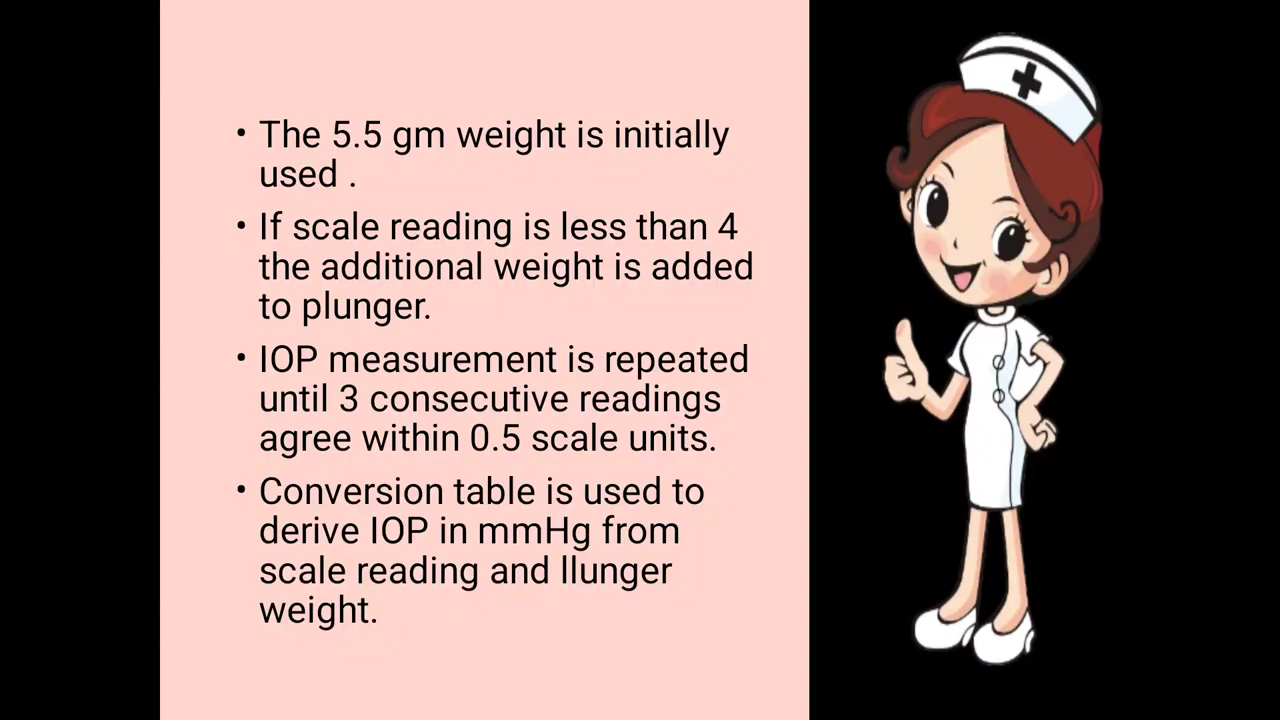 • The 5.5 gm weight is initially
used .
• If scale reading is less than 4
the additional weight is added
to plunger.
• IOP measurement is repeated
until 3 consecutive readings
agree within 0.5 scale units.
• Conversion table is used to
derive IOP in mmHg from
scale reading and llunger
weight.